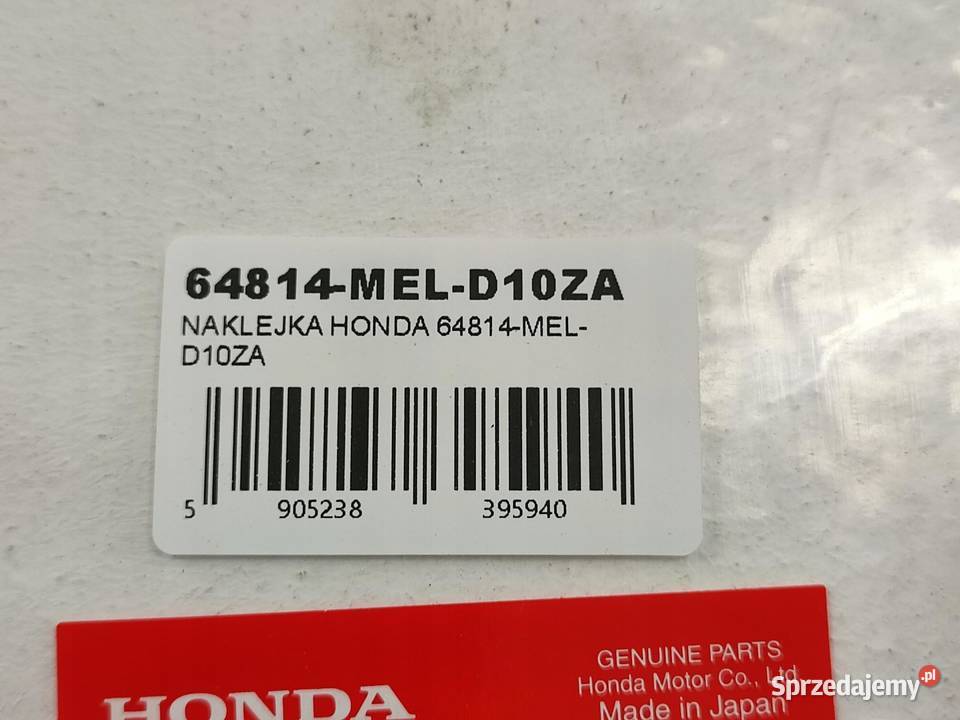 64814-MEL-D10ZA
NAKLEJKA HONDA 64814-MEL-
D10ZA
5 905238 395940
GENUINE PARTS
Honda Motor Co., Ltd.
HONDA
Made in Japan
Sprzedajemy.pl